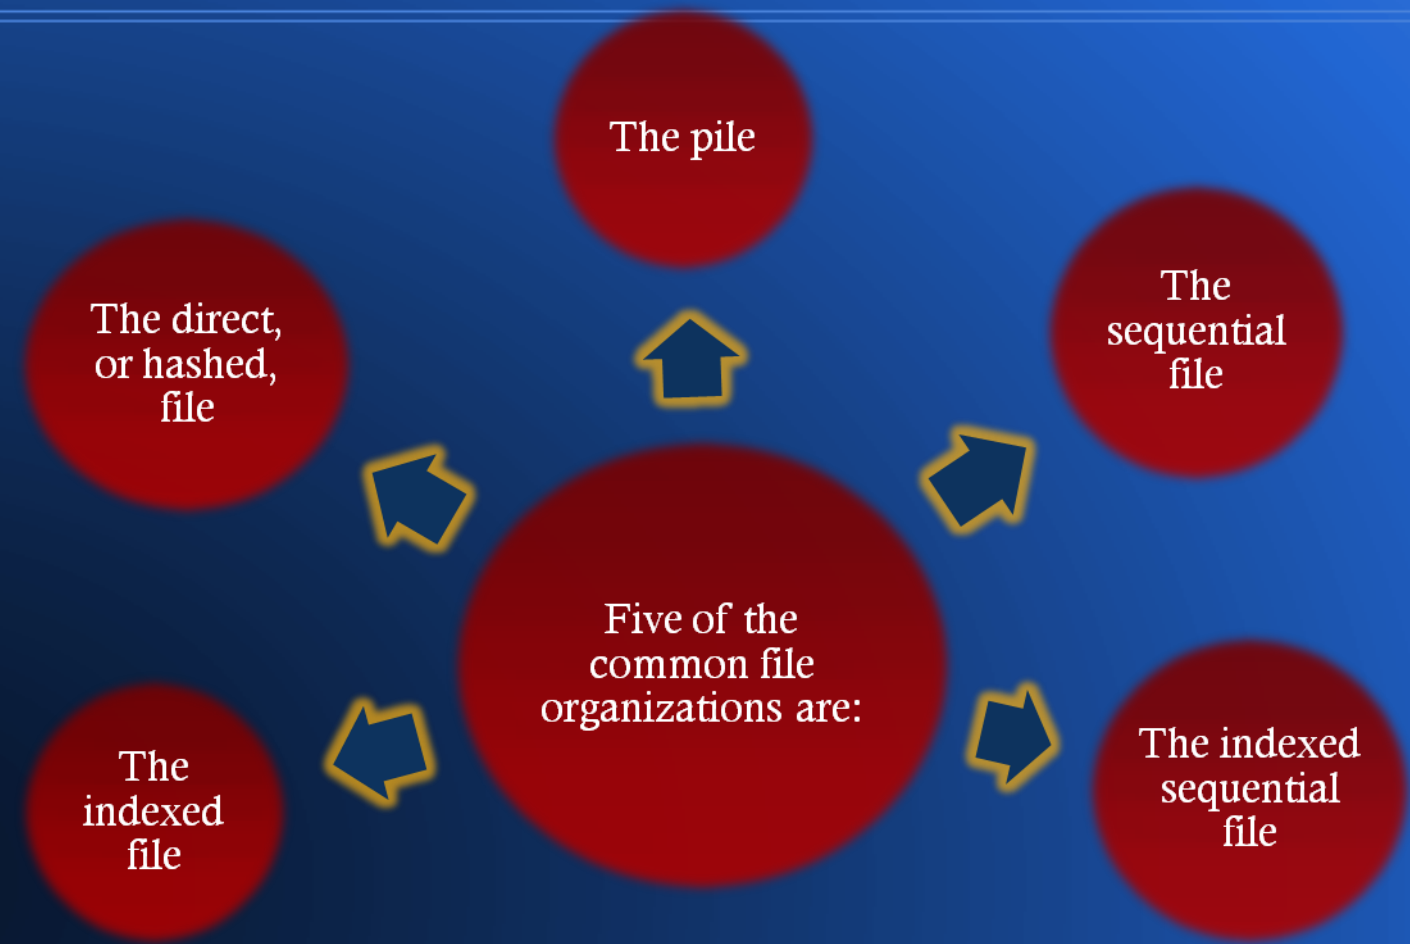 The pile
The
sequential
file
The indexed
sequential
file
The
indexed
file
The direct,
or hashed,
file
Five of the
common file
organizations are: